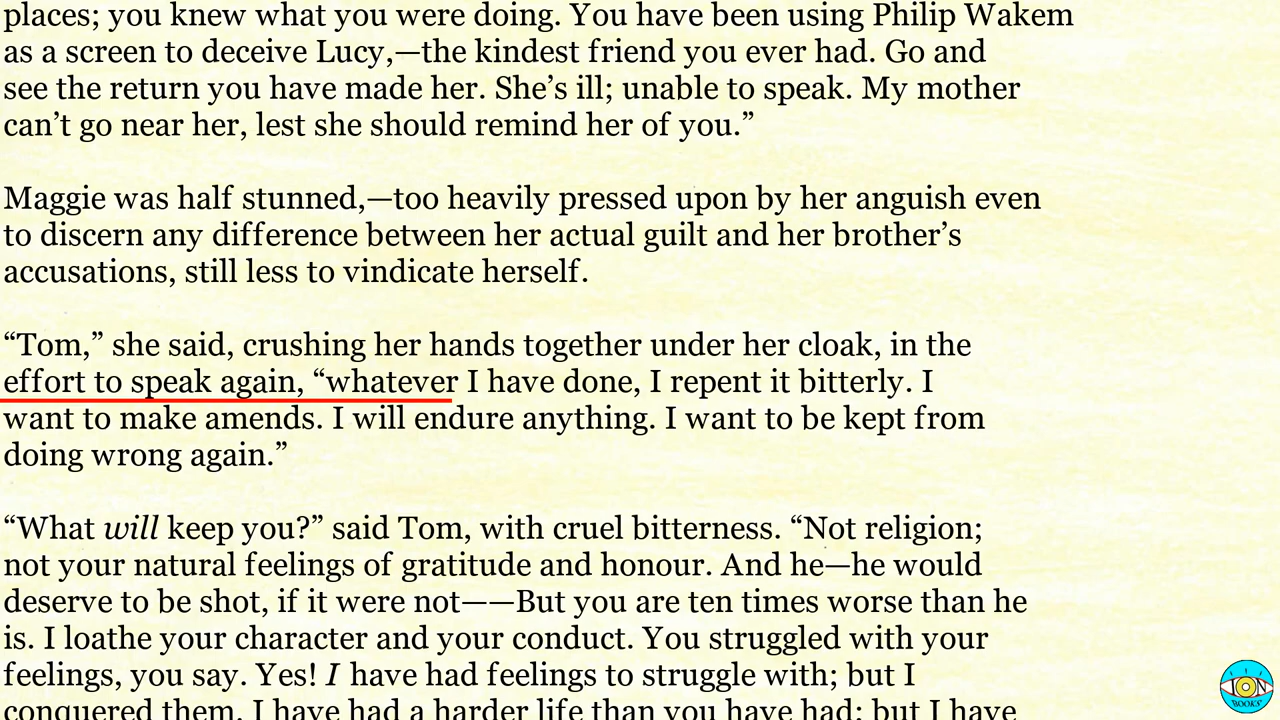 places; you knew what you were doing. You have been using Philip Wakem
as a screen to deceive Lucy,—the kindest friend you ever had. Go and
see the return you have made her. She’s ill; unable to speak. My mother
can’t go near her, lest she should remind her of you.”
Maggie was half stunned,—too heavily pressed upon by her anguish even
to discern any difference between her actual guilt and her brother’s
accusations, still less to vindicate herself.
“Tom,” she said, crushing her hands together under her cloak, in the
effort to speak again, “whatever I have done, I repent it bitterly. I
want to make amends. I will endure anything. I want to be kept from
doing wrong again.”
“What will keep you?” said Tom, with cruel bitterness. “Not religion;
not your natural feelings of gratitude and honour. And he—he would
deserve to be shot, if it were not——But you are ten times worse than he
is. I loathe your character and your conduct. You struggled with your
feelings, you say. Yes! I have had feelings to struggle with; but I
conquered them. I have had a harder life than you have had; but I have
ION
BOOKS